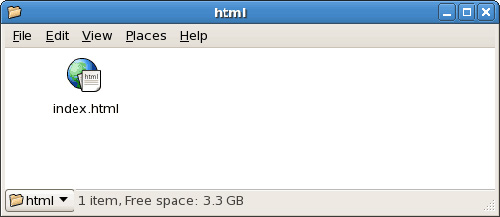 html
File Edit View Places Help
html
index.html
html 1 item, Free space: 3.3 GB